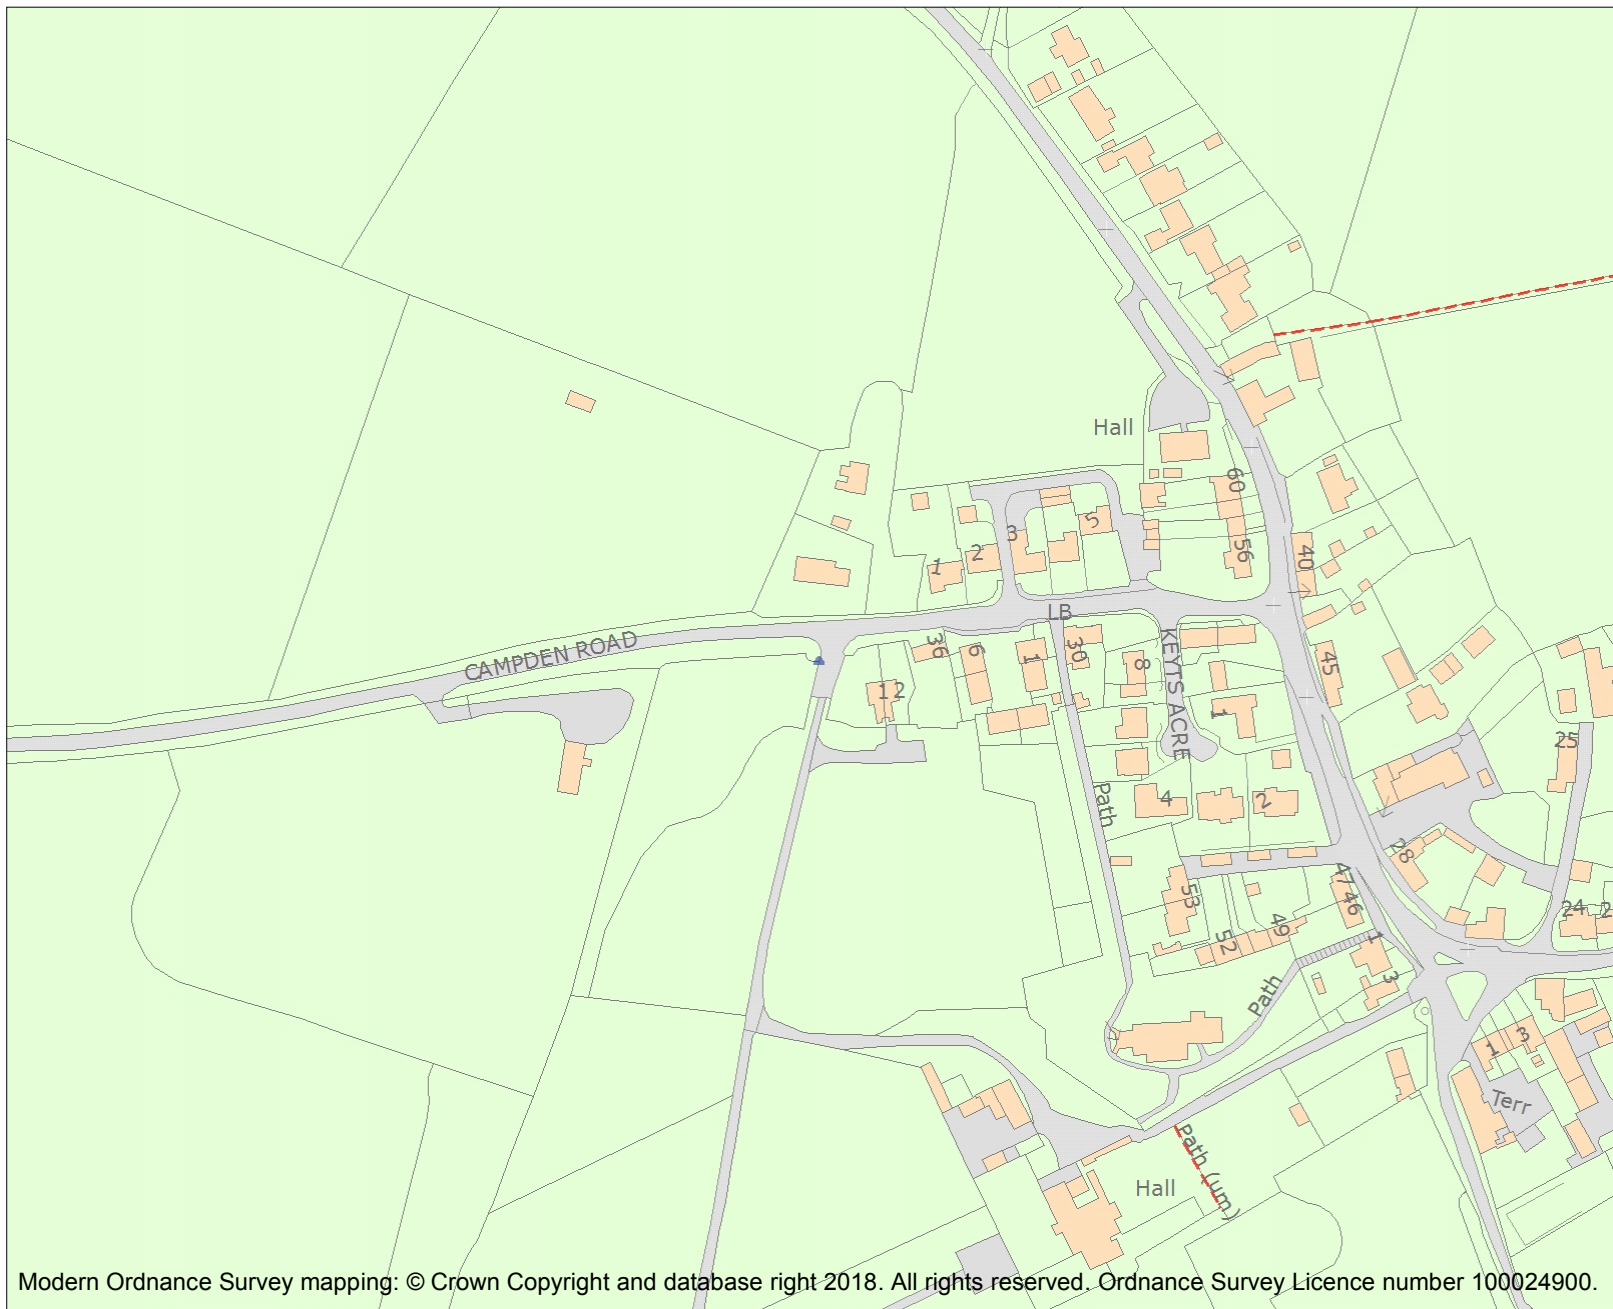 Hall
60
5
3
2
1
56
40
LB
CAMPDEN ROAD
36
6
1
30
8
KEYTS ACRE
45
1 2
1
25
Path
4
2
28
47
46
53
49
52
24
1
3
Path
1 3
Terr
Path (um)
Hall
Modern Ordnance Survey mapping: © Crown Copyright and database right 2018. All rights reserved. Ordnance Survey Licence number 100024900.